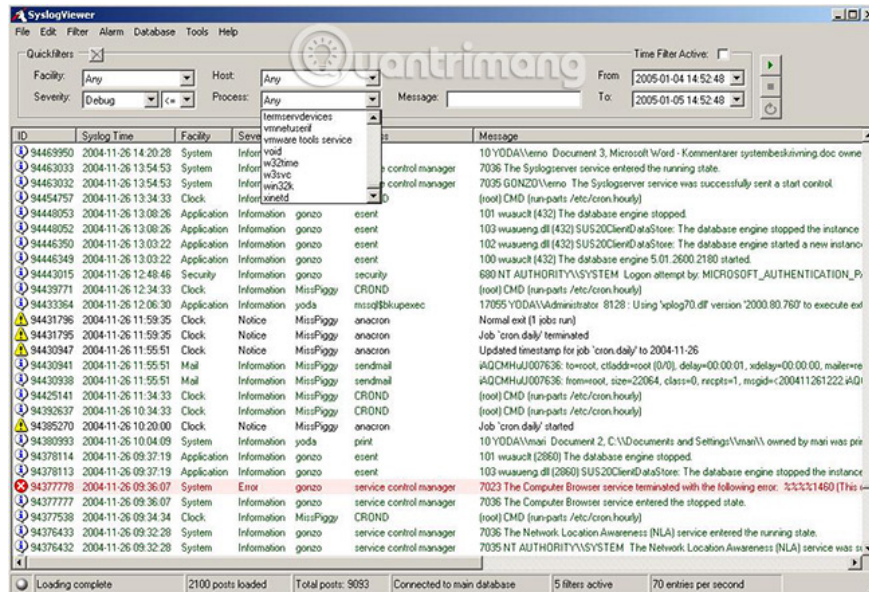 SyslogViewer
File Edit Filter Alarm Database Tools Help
Quickfilters
Quantrimang
Time Filter Active:
Facility: Any Host: Any From 2005-01-04 14:52:48
Severity: Debug <= Process: Any Message: To: 2005-01-05 14:52:48
termservdevices
vmnetuserif
vmware tools service
void
w32time
w3svc
win32k
xinetd
ID Syslog Time Facility Message
94469950 2004-11-26 14:20:28 System 10 YODA\\erno Document 3, Microsoft Word - Kommentarer systembeskrivning.doc owne
94463033 2004-11-26 13:54:53 System control manager 7036 The Syslogserver service entered the running state.
94463032 2004-11-26 13:54:53 System control manager 7035 GONZO\\erno The Syslogserver service was successfully sent a start control.
94454757 2004-11-26 13:34:33 Clock (root) CMD (run-parts /etc/cron.hourly)
94448053 2004-11-26 13:08:26 Application Information gonzo esent 101 wuauclt (432) The database engine stopped.
94448052 2004-11-26 13:08:26 Application Information gonzo esent 103 wuaueng.dll (432) SUS20ClientDataStore: The database engine stopped the instance
94446350 2004-11-26 13:03:22 Application Information gonzo esent 102 wuaueng.dll (432) SUS20ClientDataStore: The database engine started a new instance
94446349 2004-11-26 13:03:22 Application Information gonzo esent 100 wuauclt (432) The database engine 5.01.2600.2180 started.
94443015 2004-11-26 12:48:46 Security Information gonzo security 680 NT AUTHORITY\\SYSTEM Logon attempt by: MICROSOFT_AUTHENTICATION_PA
94439771 2004-11-26 12:34:33 Clock Information MissPiggy CROND (root) CMD (run-parts /etc/cron.hourly)
94433364 2004-11-26 12:06:30 Application Information yoda mssql$bkupexec 17055 YODA\\Administrator 8128 : Using 'xplog70.dll' version '2000.80.760' to execute ext
94431796 2004-11-26 11:59:35 Clock Notice MissPiggy anacron Normal exit (1 jobs run)
94431795 2004-11-26 11:59:35 Clock Notice MissPiggy anacron Job `cron.daily' terminated
94430947 2004-11-26 11:55:51 Clock Notice MissPiggy anacron Updated timestamp for job `cron.daily' to 2004-11-26
94430941 2004-11-26 11:55:51 Mail Information MissPiggy sendmail iAQCMHuU007636: to=root, ctladdr=root (0/0), delay=00:00:01, xdelay=00:00:00, mailer=re
94430938 2004-11-26 11:55:51 Mail Information MissPiggy sendmail iAQCMHuU007636: from=root, size=22064, class=0, nrcpts=1, msgid=<200411261222.iAQ
94425141 2004-11-26 11:34:33 Clock Information MissPiggy CROND (root) CMD (run-parts /etc/cron.hourly)
94392637 2004-11-26 10:34:33 Clock Information MissPiggy CROND (root) CMD (run-parts /etc/cron.hourly)
94385270 2004-11-26 10:20:00 Clock Notice MissPiggy anacron Job `cron.daily' started
94380993 2004-11-26 10:04:09 System Information yoda print 10 YODA\\mari Document 2, C:\\Documents and Settings\\mari\\ owned by mari was prin
94378114 2004-11-26 09:37:19 Application Information gonzo esent 101 wuauclt (2860) The database engine stopped.
94378113 2004-11-26 09:37:19 Application Information gonzo esent 103 wuaueng.dll (2860) SUS20ClientDataStore: The database engine stopped the instance
94377778 2004-11-26 09:36:07 System Error gonzo service control manager 7023 The Computer Browser service terminated with the following error: %%%%1460 (This
94377777 2004-11-26 09:36:07 System Information gonzo service control manager 7036 The Computer Browser service entered the stopped state.
94377538 2004-11-26 09:34:34 Clock Information MissPiggy CROND (root) CMD (run-parts /etc/cron.hourly)
94376433 2004-11-26 09:32:28 System Information gonzo service control manager 7036 The Network Location Awareness (NLA) service entered the running state.
94376432 2004-11-26 09:32:28 System Information gonzo service control manager 7035 NT AUTHORITY\\SYSTEM The Network Location Awareness (NLA) service was su
Loading complete 2100 posts loaded Total posts: 9093 Connected to main database 5 filters active 70 entries per second